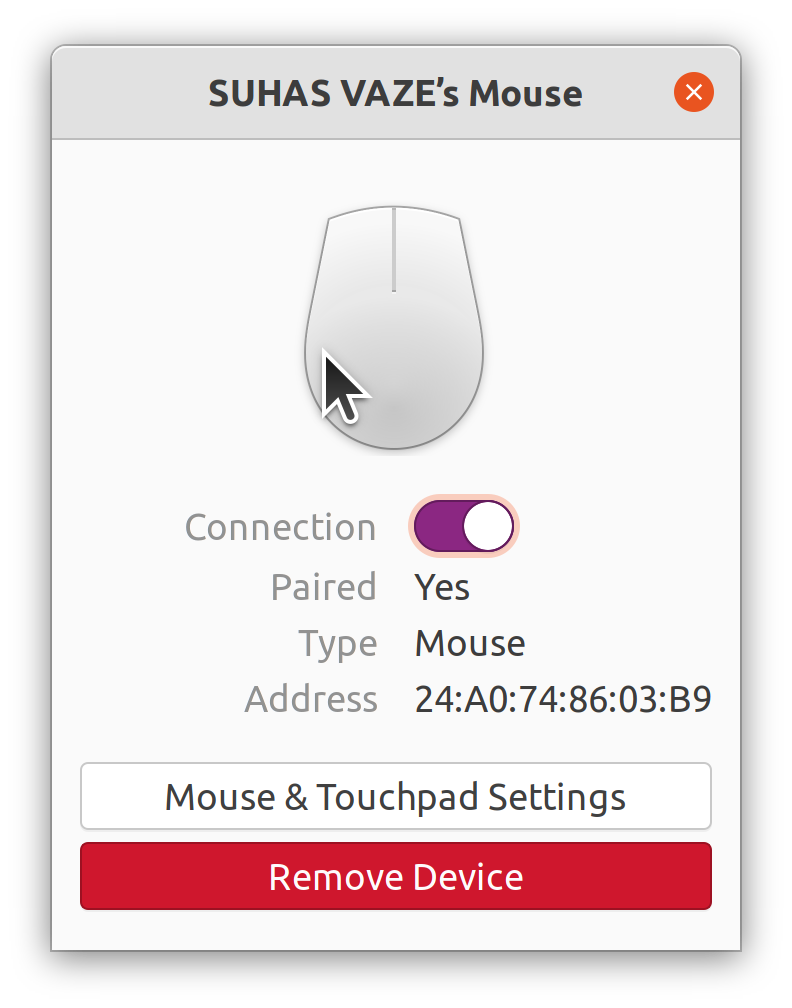 SUHAS VAZE’s Mouse
Connection
Paired Yes
Type Mouse
Address 24:A0:74:86:03:B9
Mouse & Touchpad Settings
Remove Device